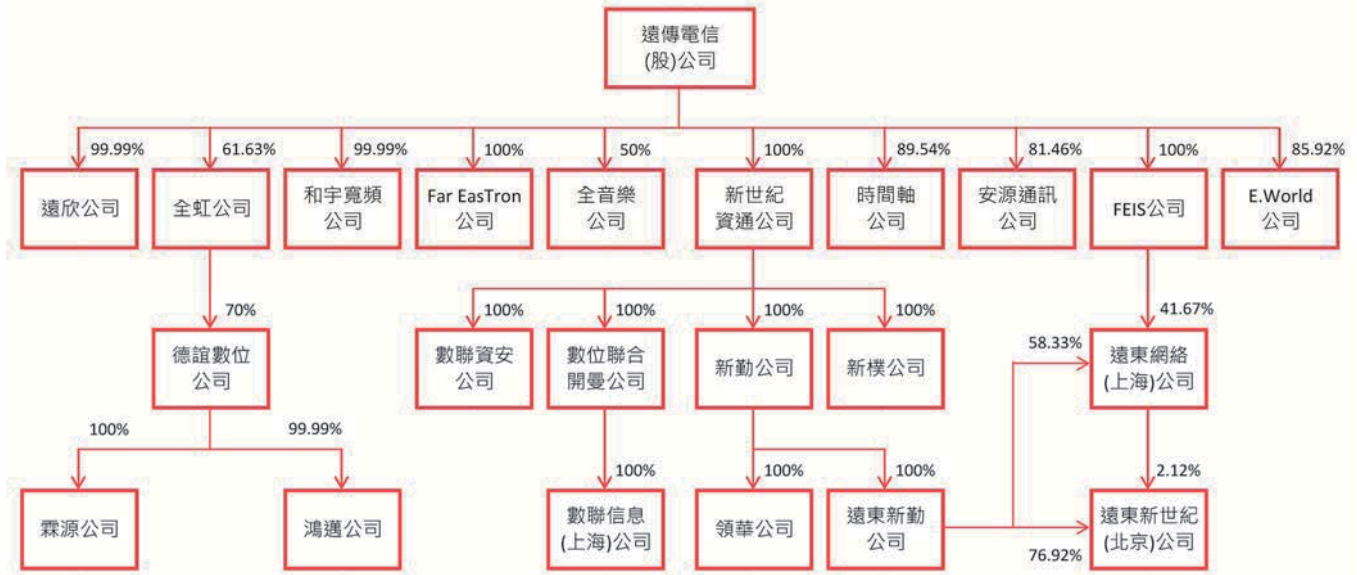 遠傳電信
(股)公司
99.99%
61.63%
99.99%
100%
50%
100%
89.54%
81.46%
100%
85.92%
遠欣公司
全虹公司
和宇寬頻
公司
Far EasTron
公司
全音樂
公司
新世紀
資通公司
時間軸
公司
安源通訊
公司
FEIS公司
E.World
公司
70%
100%
100%
100%
100%
41.67%
德誼數位
公司
數聯資安
公司
數位聯合
開曼公司
新勤公司
新樸公司
58.33%
遠東網絡
(上海)公司
100%
99.99%
100%
100%
100%
2.12%
霖源公司
鴻邁公司
數聯信息
(上海)公司
領華公司
遠東新勤
公司
76.92%
遠東新世紀
(北京)公司